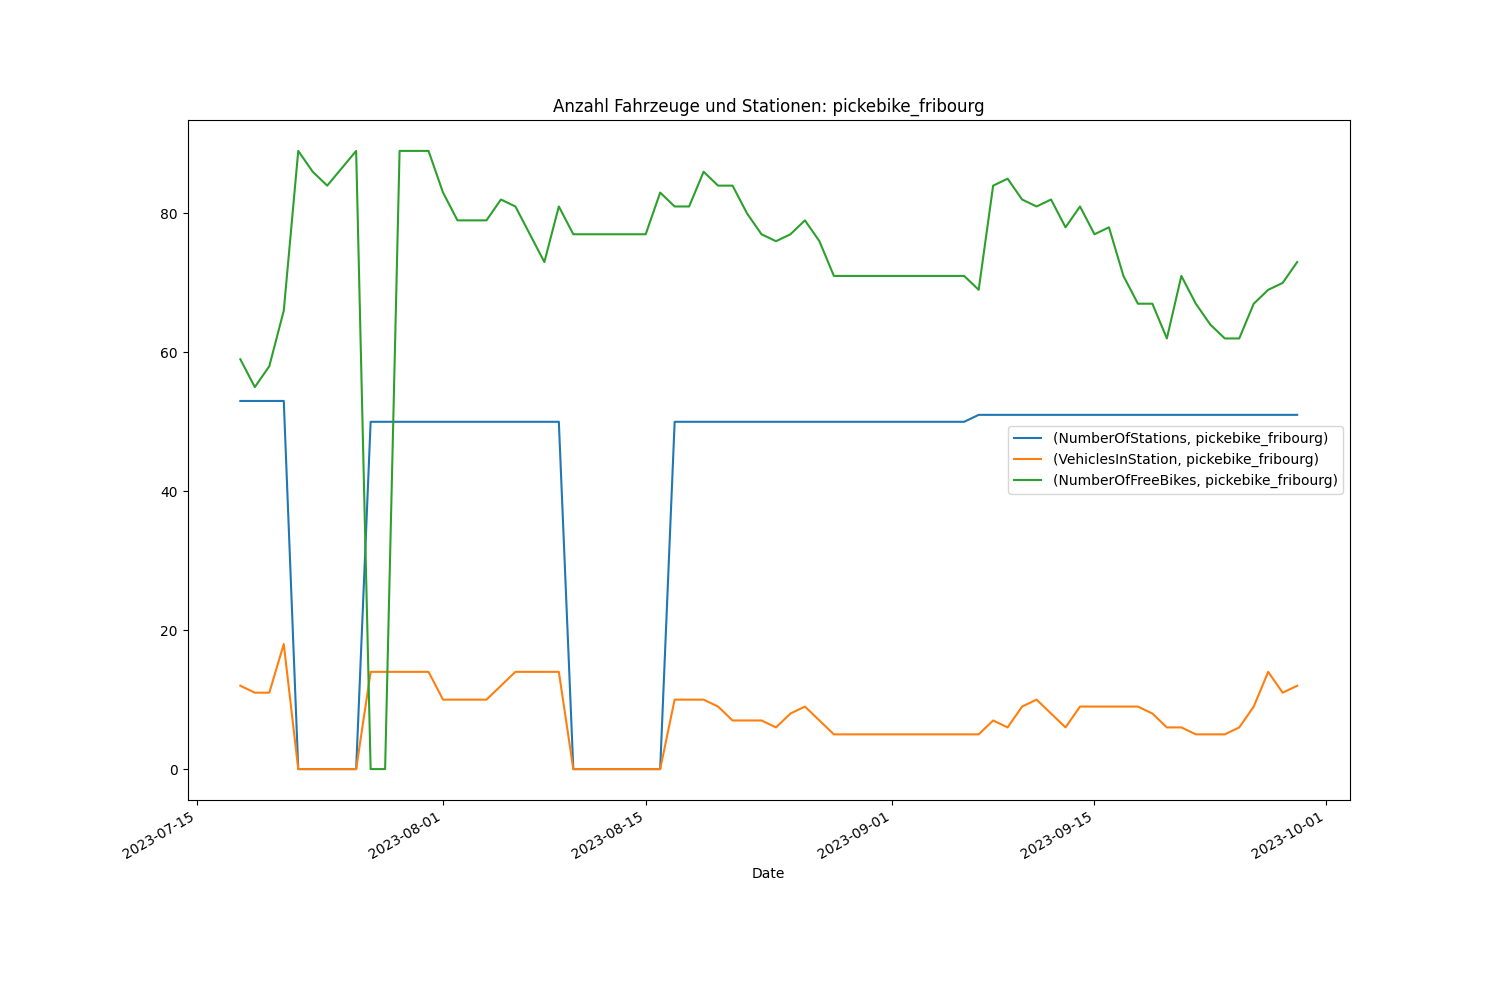 Anzahl Fahrzeuge und Stationen: pickebike_fribourg
80
60
40
20
0
(NumberOfStations, pickebike_fribourg)
(VehiclesInStation, pickebike_fribourg)
(NumberOfFreeBikes, pickebike_fribourg)
2023-07-15
2023-08-01
2023-08-15
2023-09-01
2023-09-15
2023-10-01
Date